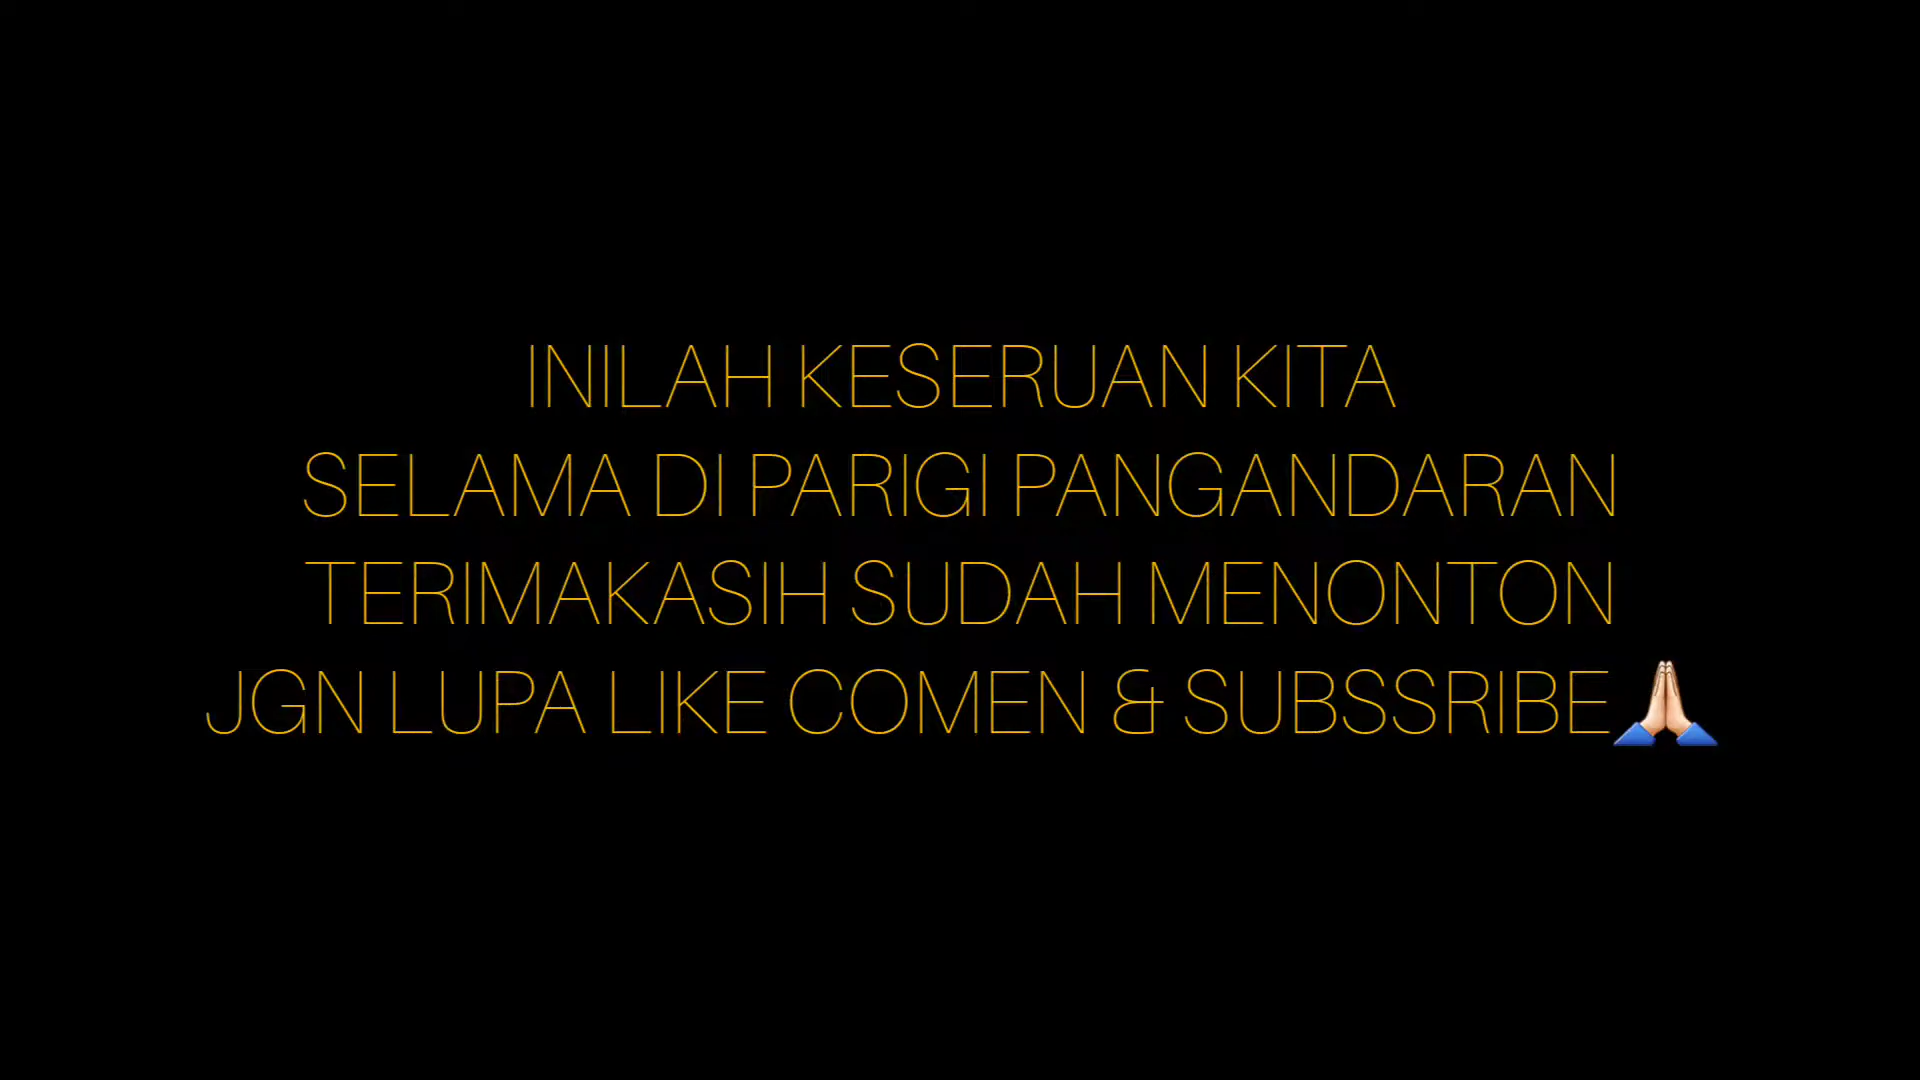 INILAH KESERUAN KITA
SELAMA DI PARIGI PANGANDARAN
TERIMAKASIH SUDAH MENONTON
JGN LUPA LIKE COMEN & SUBSSRIBE🙏🏻